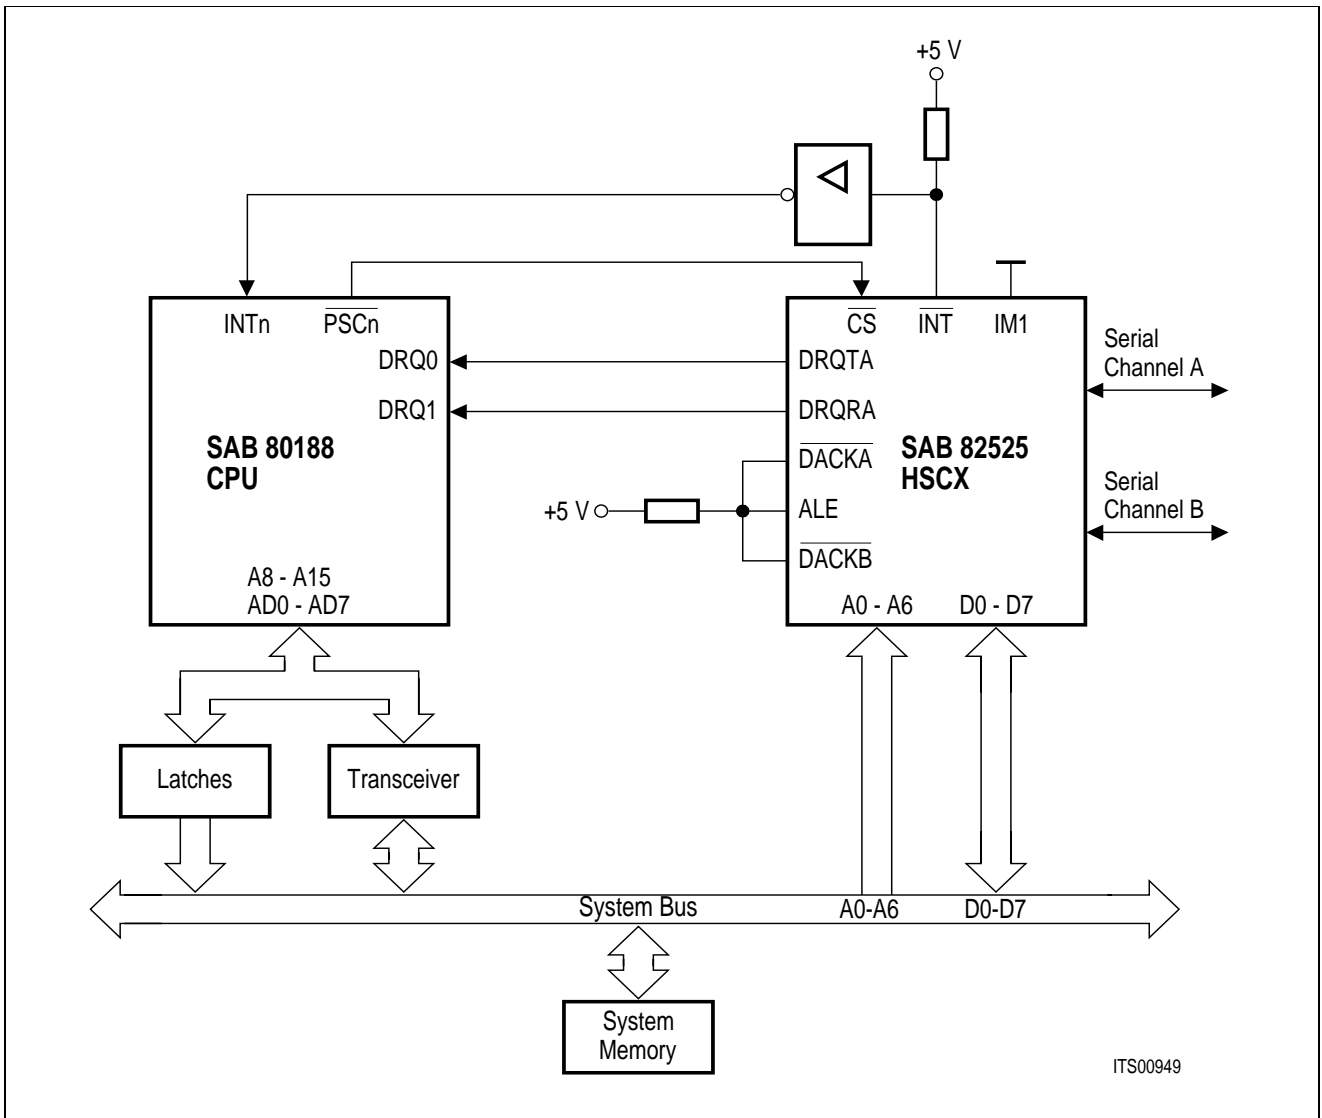 +5 V
INTn
PSCn
CS
INT
IM1
DRQ0
DRQTA
Serial
Channel A
DRQ1
DRQRA
SAB 80188
CPU
DACKA
SAB 82525
HSCX
+5 V
ALE
Serial
Channel B
DACKB
A8 - A15
AD0 - AD7
A0 - A6
D0 - D7
Latches
Transceiver
System Bus
A0-A6
D0-D7
System
Memory
ITS00949